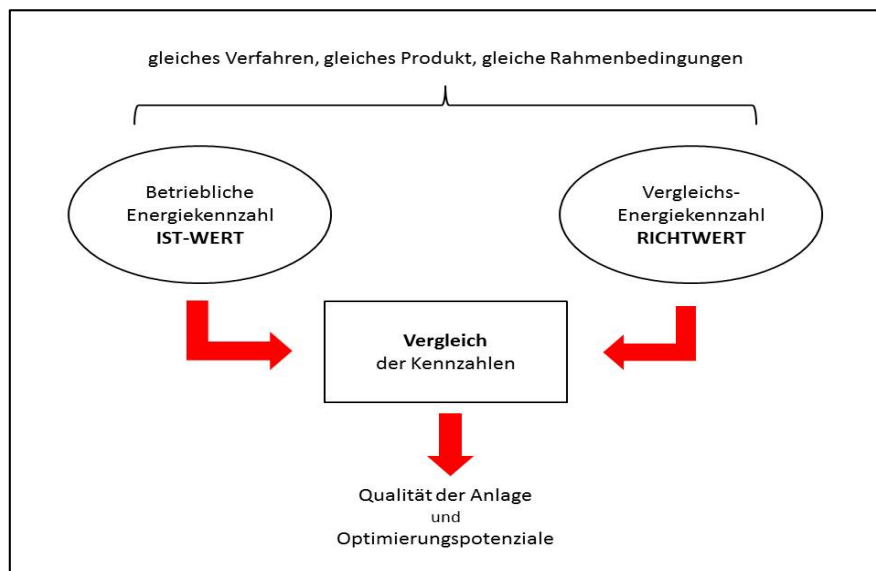 gleiches Verfahren, gleiches Produkt, gleiche Rahmenbedingungen
Betriebliche
Energiekennzahl
IST-WERT
Vergleichs-
Energiekennzahl
RICHTWERT
Vergleich
der Kennzahlen
Qualität der Anlage
und
Optimierungspotenziale